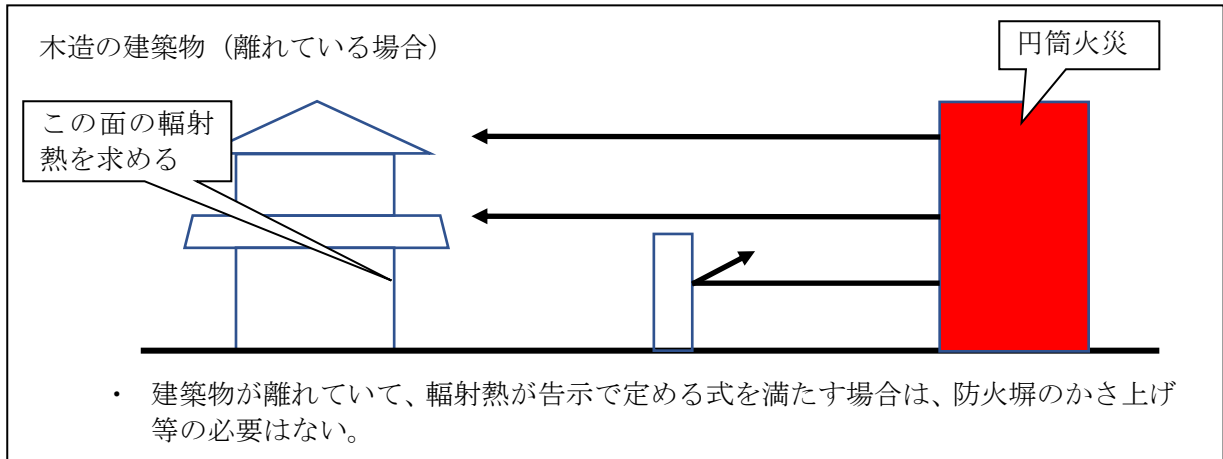 木造の建築物（離れている場合）
円筒火災
この面の輻射
熱を求める
・ 建築物が離れていて、輻射熱が告示で定める式を満たす場合は、防火塀のかさ上げ
等の必要はない。